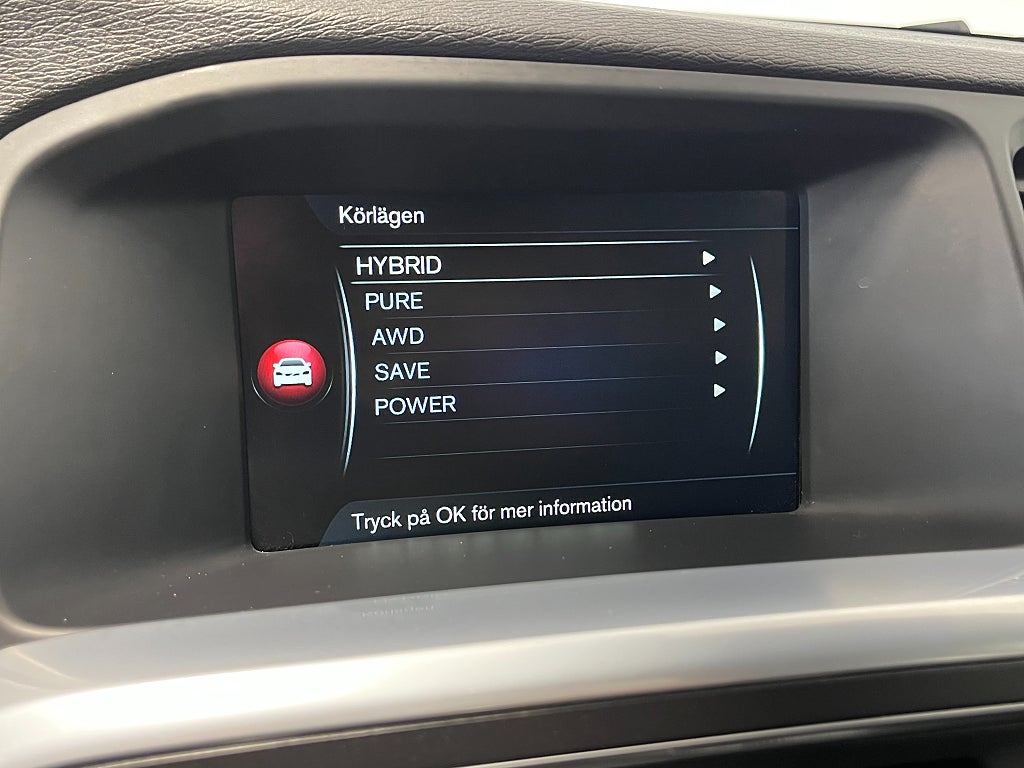 Körlägen
HYBRID
PURE
AWD
SAVE
POWER
Tryck på OK för mer information